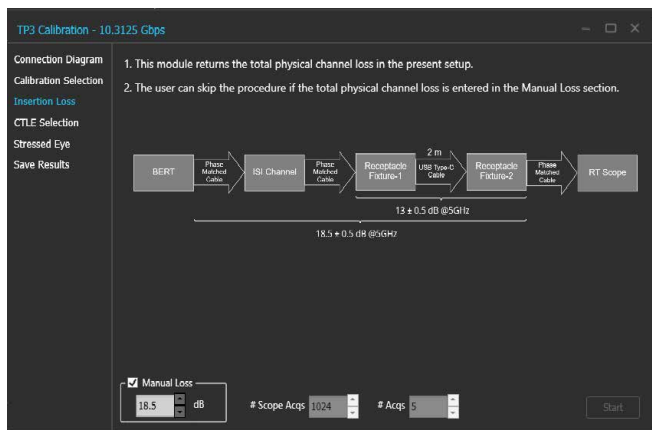 TP3 Calibration - 10.3125 Gbps
Connection Diagram
Calibration Selection
Insertion Loss
CTLE Selection
Stressed Eye
Save Results
1. This module returns the total physical channel loss in the present setup.
2. The user can skip the procedure if the total physical channel loss is entered in the Manual Loss section.
BERT
Phase
Matched
Cable
ISI Channel
Phase
Matched
Cable
Receptacle
Fixture-1
2 m
USB Type-C
Cable
Receptacle
Fixture-2
Phase
Matched
Cable
RT Scope
13 ± 0.5 dB @5GHz
18.5 ± 0.5 dB @5GHz
Manual Loss
18.5
dB
# Scope Acqs
1024
# Acqs
5
Start